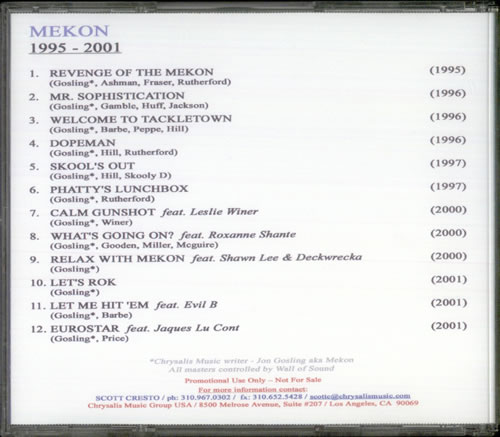 MEKON
1995 - 2001
1. REVENGE OF THE MEKON (1995)
(Gosling*, Ashman, Fraser, Rutherford)
2. MR. SOPHISTICATION (1996)
(Gosling*, Gamble, Huff, Jackson)
3. WELCOME TO TACKLETOWN (1996)
(Gosling*, Barbe, Peppe, Hill)
4. DOPEMAN (1996)
(Gosling*, Hill, Rutherford)
5. SKOOL'S OUT (1997)
(Gosling*, Hill, Skooly D)
6. PHATTY'S LUNCHBOX (1997)
(Gosling*, Rutherford)
7. CALM GUNSHOT feat. Leslie Winer (2000)
(Gosling*, Winer)
8. WHAT'S GOING ON? feat. Roxanne Shante (2000)
(Gosling*, Gooden, Miller, Mcguire)
9. RELAX WITH MEKON feat. Shawn Lee & Deckwrecka (2000)
(Gosling*)
10. LET'S ROK (2001)
(Gosling*)
11. LET ME HIT 'EM feat. Evil B (2001)
(Gosling*, Barbe)
12. EUROSTAR feat. Jaques Lu Cont (2001)
(Gosling*, Price)
*Chrysalis Music writer - Jon Gosling aka Mekon
All masters controlled by Wall of Sound
Promotional Use Only – Not For Sale
For more information contact:
SCOTT CRESTO / ph: 310.967.0302 / fx: 310.652.5428 / scottc@chrysalismusic.com
Chrysalis Music Group USA / 8500 Melrose Avenue, Suite #207 / Los Angeles, CA 90069